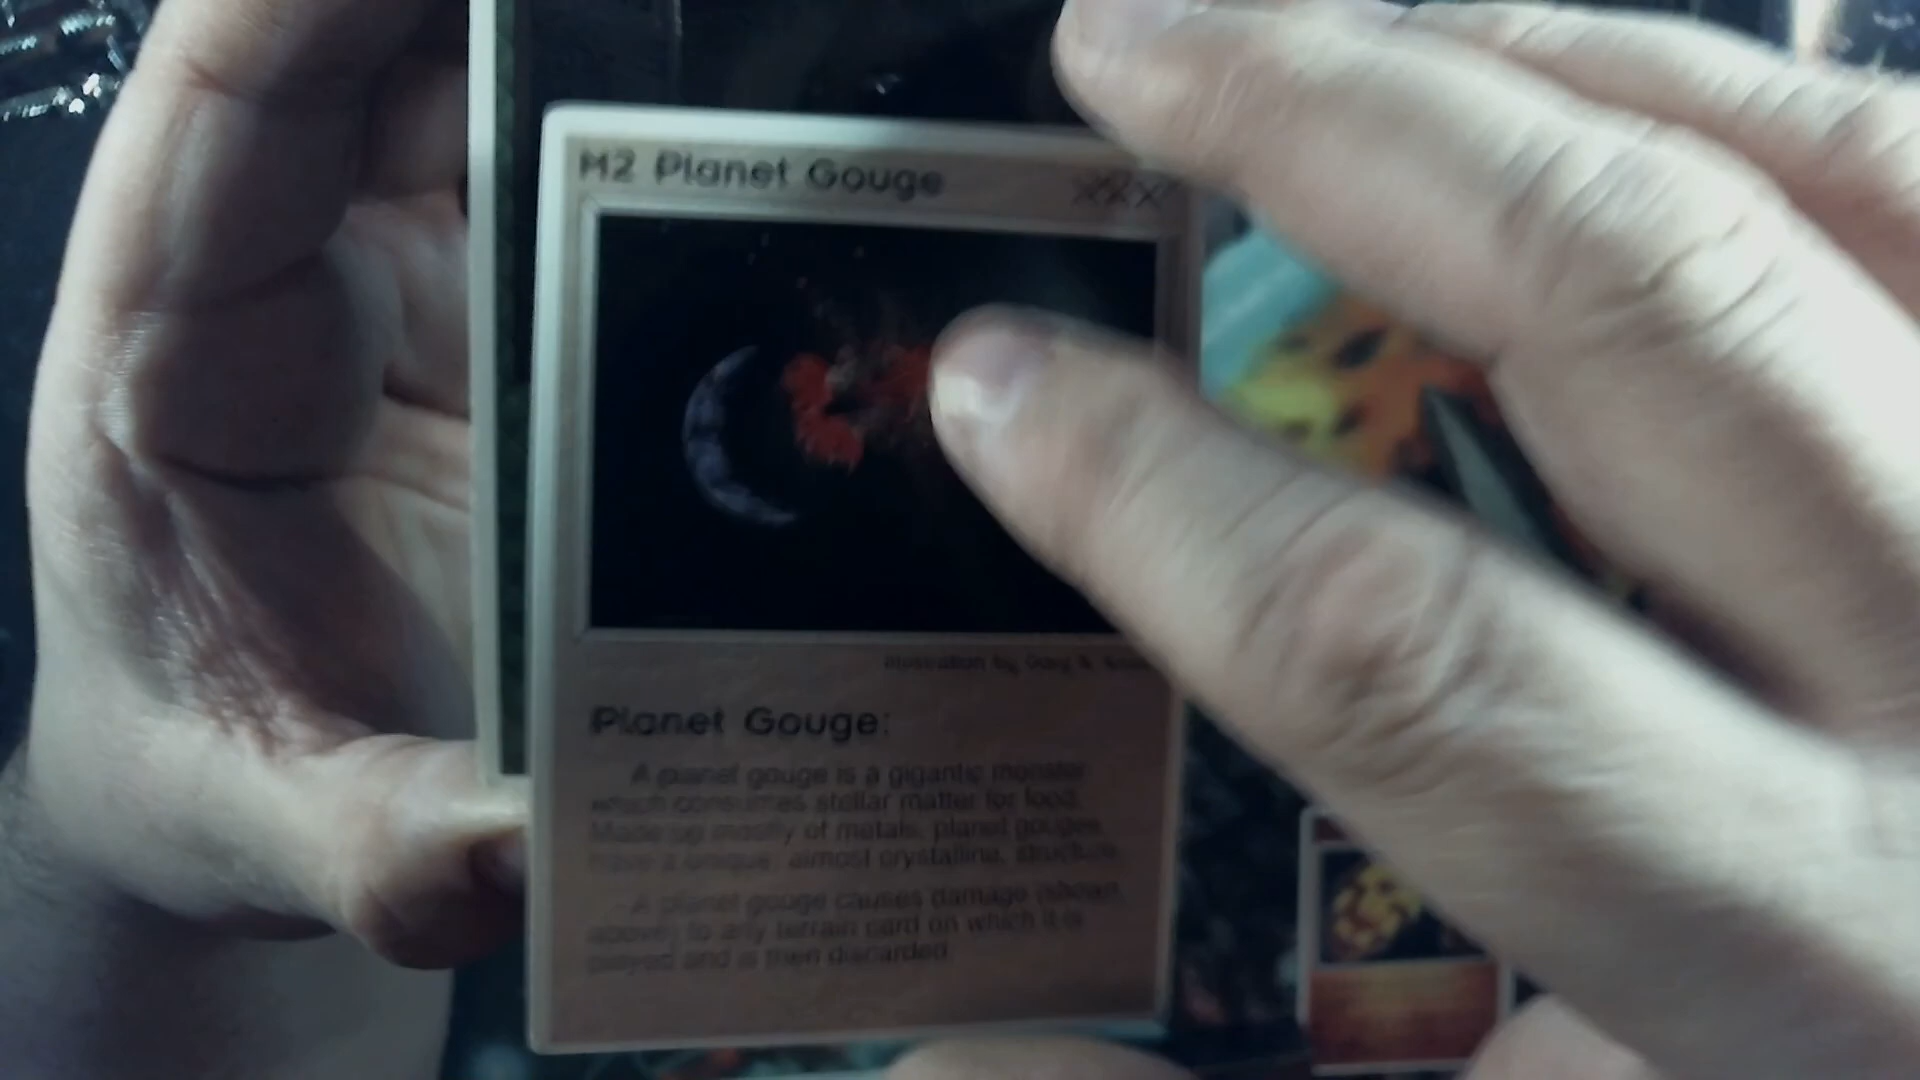 M2 Planet Gouge
illustration by
Planet Gouge:
A planet gouge is a gigantic monster
which consumes stellar matter for food.
Made up mostly of metals, planet gouges
have a unique, almost crystalline, structure.
A planet gouge causes damage (shown
above) to any terrain card on which it is
played and is then discarded.